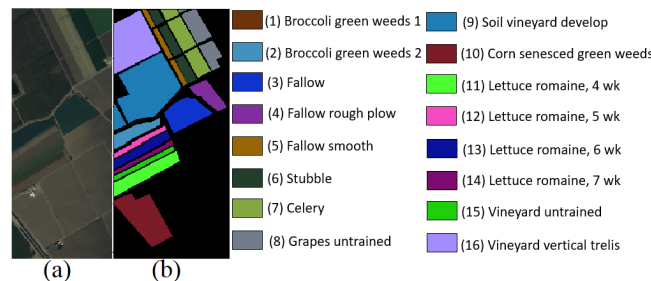 (1) Broccoli green weeds 1
(2) Broccoli green weeds 2
(3) Fallow
(4) Fallow rough plow
(5) Fallow smooth
(6) Stubble
(7) Celery
(8) Grapes untrained
(9) Soil vineyard develop
(10) Corn senesced green weeds
(11) Lettuce romaine, 4 wk
(12) Lettuce romaine, 5 wk
(13) Lettuce romaine, 6 wk
(14) Lettuce romaine, 7 wk
(15) Vineyard untrained
(16) Vineyard vertical trelis
(a)
(b)